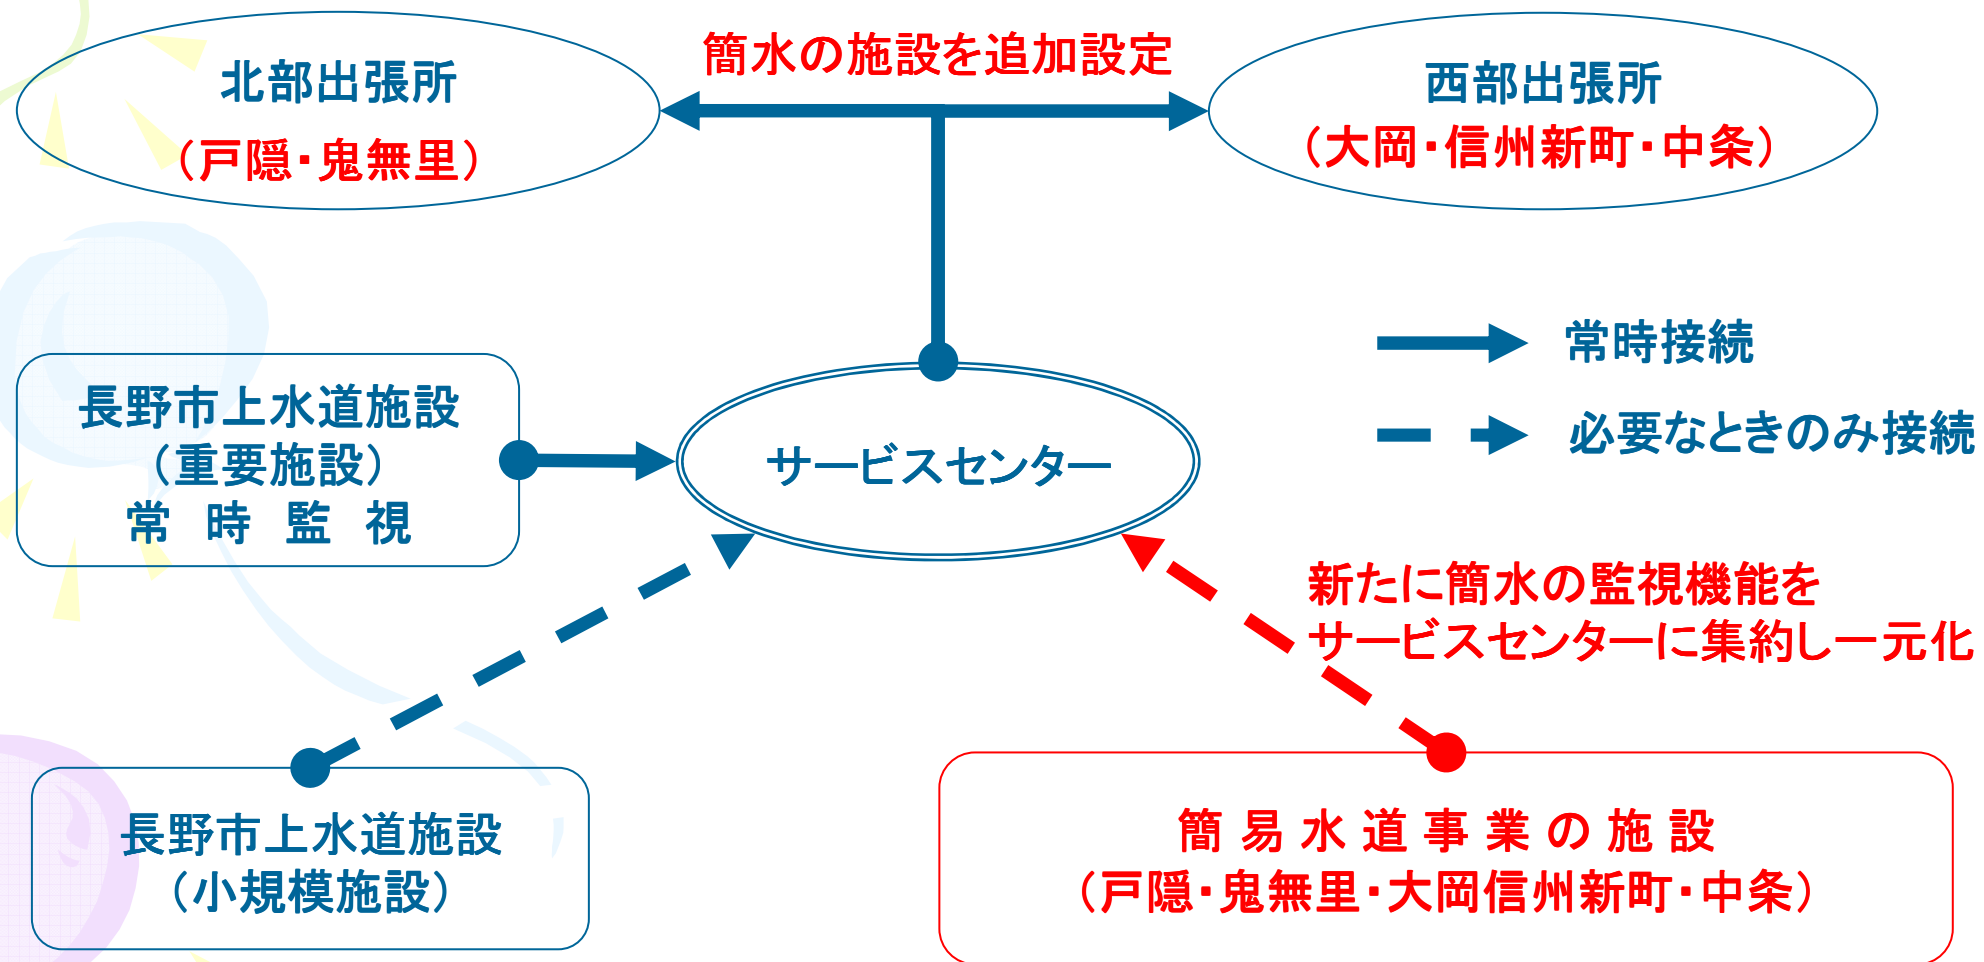 簡水の施設を追加設定
北部出張所
（戸隠・鬼無里）
西部出張所
（大岡・信州新町・中条）
常時接続
必要なときのみ接続
長野市上水道施設
（重要施設）
常 時 監 視
サービスセンター
新たに簡水の監視機能を
サービスセンターに集約し一元化
長野市上水道施設
（小規模施設）
簡 易 水 道 事 業 の 施 設
（戸隠・鬼無里・大岡信州新町・中条）